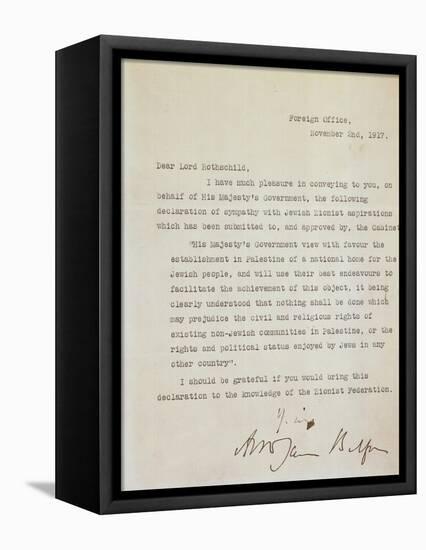 Foreign Office,
November 2nd, 1917.
Dear Lord Rothschild,
I have much pleasure in conveying to you, on
behalf of His Majesty's Government, the following
declaration of sympathy with Jewish Zionist aspirations
which has been submitted to, and approved by, the Cabinet
"His Majesty's Government view with favour the
establishment in Palestine of a national home for the
Jewish people, and will use their best endeavours to
facilitate the achievement of this object, it being
clearly understood that nothing shall be done which
may prejudice the civil and religious rights of
existing non-Jewish communities in Palestine, or the
rights and political status enjoyed by Jews in any
other country".
I should be grateful if you would bring this
declaration to the knowledge of the Zionist Federation.
Balfour